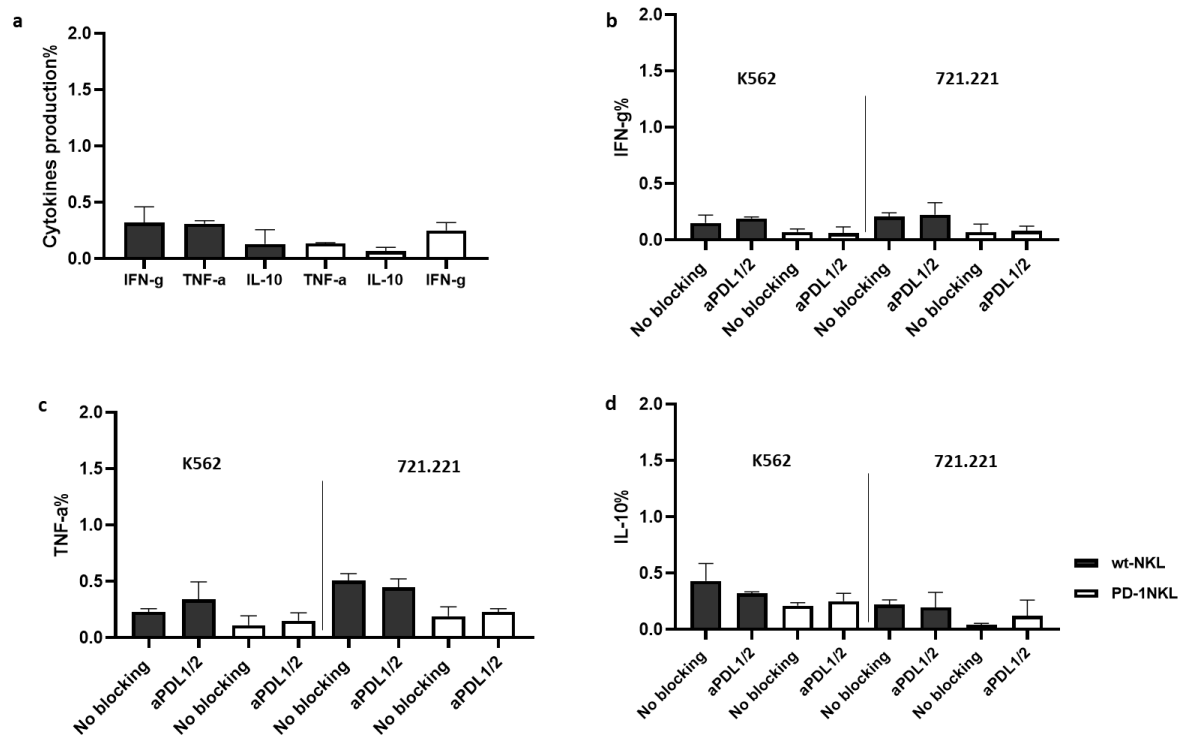 a
Cytokines production%
2.0
1.5
1.0
0.5
0.0
IFN-g TNF-a IL-10 TNF-a IL-10 IFN-g
b
IFN-g%
2.0
1.5
1.0
0.5
0.0
K562 721.221
No blocking aPDL1/2 No blocking aPDL1/2 No blocking aPDL1/2 No blocking aPDL1/2
c
TNF-a%
2.0
1.5
1.0
0.5
0.0
K562 721.221
No blocking aPDL1/2 No blocking aPDL1/2 No blocking aPDL1/2 No blocking aPDL1/2
d
IL-10%
2.0
1.5
1.0
0.5
0.0
K562 721.221
No blocking aPDL1/2 No blocking aPDL1/2 No blocking aPDL1/2 No blocking aPDL1/2
wt-NKL
PD-1NKL